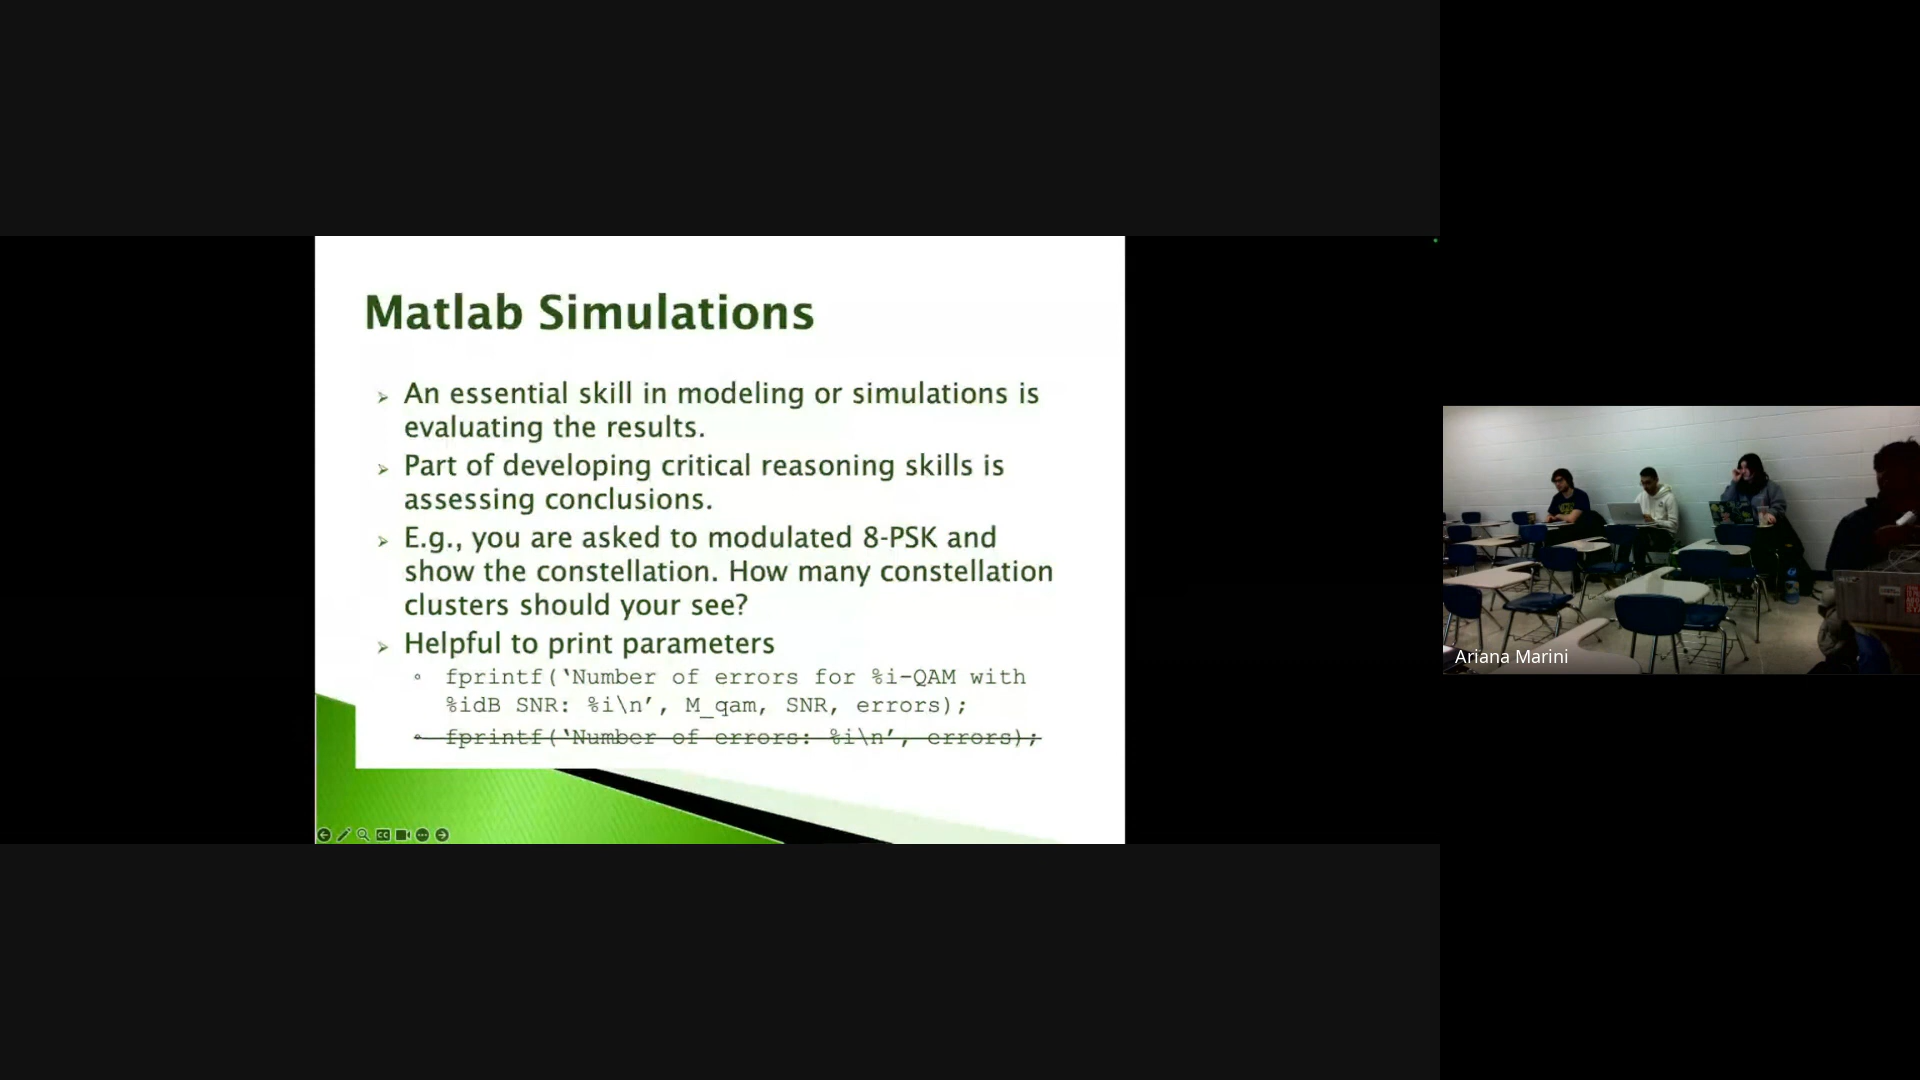 Matlab Simulations
An essential skill in modeling or simulations is
evaluating the results.
Part of developing critical reasoning skills is
assessing conclusions.
E.g., you are asked to modulated 8-PSK and
show the constellation. How many constellation
clusters should your see?
Helpful to print parameters
fprintf(‘Number of errors for %i-QAM with
%idB SNR: %i\n’, M_qam, SNR, errors);
fprintf(‘Number of errors: %i\n’, errors);
CC
Ariana Marini